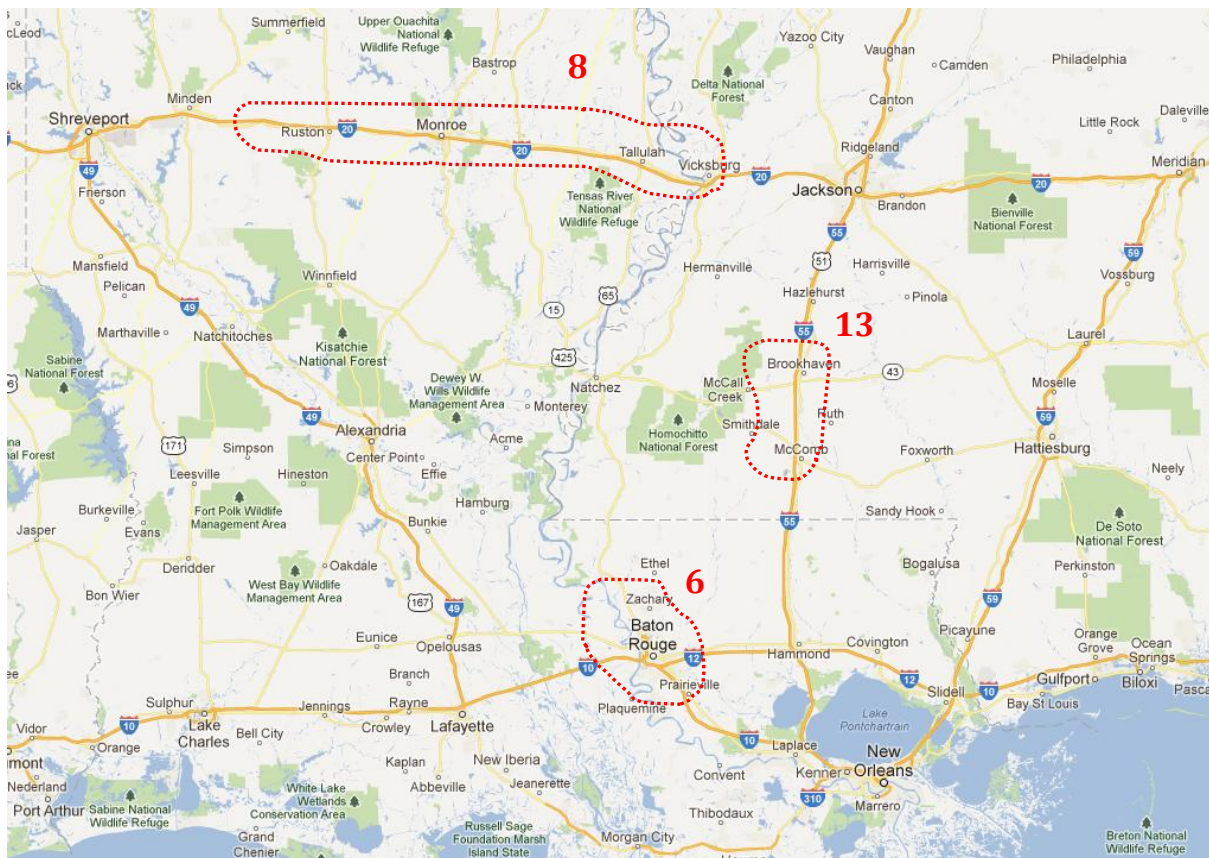 McLeod
Summerfield
Upper Ouachita
National
Wildlife Refuge
Bastrop
8
Yazoo City
Vaughan
Camden
Philadelphia
Delta National
Forest
Minden
Shreveport
Ruston
20
Monroe
20
Tallulah
Vicksburg
20
Canton
Ridgeland
Jackson
Brandon
20
Little Rock
Daleville
Meridian
49
Frierson
Tensas River
National
Wildlife Refuge
Bienville
National Forest
55
51
59
Mansfield
Pelican
Winnfield
Hermanville
Harrisville
Vossburg
49
65
15
Hazlehurst
Pinola
Marthaville
Natchitoches
Kisatchie
National Forest
55
13
Laurel
Sabine
National Forest
425
Brookhaven
43
Natchez
McCall
Creek
Moselle
Dewey W.
Wills Wildlife
Management Area
Monterey
49
Smithdale
Ruth
59
Alexandria
Acme
Homochitto
National Forest
Hattiesburg
171
Simpson
Center Point
McComb
Foxworth
Leesville
Hineston
Effie
Neely
Fort Polk Wildlife
Management Area
Hamburg
Burkeville
Evans
Jasper
Bunkie
55
Sandy Hook
De Soto
National Forest
Oakdale
Deridder
Ethel
Bogalusa
Perkinston
West Bay Wildlife
Management Area
Bon Wier
6
167
49
Zachary
59
Eunice
Opelousas
Baton
Rouge
12
Hammond
Covington
Picayune
Orange
Grove
Ocean
Springs
10
12
Branch
Prairieville
Slidell
10
Gulfport
Biloxi
Plaquemine
Bay St Louis
Sulphur
Jennings
Rayne
Lake
Charles
Crowley
Lafayette
10
Lake
Pontchartrain
Vidor
Orange
10
Bell City
10
Laplace
Kaplan
New Iberia
Convent
Kenner
New
Orleans
Nederland
Abbeville
Jeanerette
310
Marrero
Port Arthur
Sabine National
Wildlife Refuge
White Lake
Wetlands
Conservation Area
Thibodaux
Russell Sage
Foundation Marsh
Island State
Grand
Chenier
Morgan City
Breton National
Wildlife Refuge